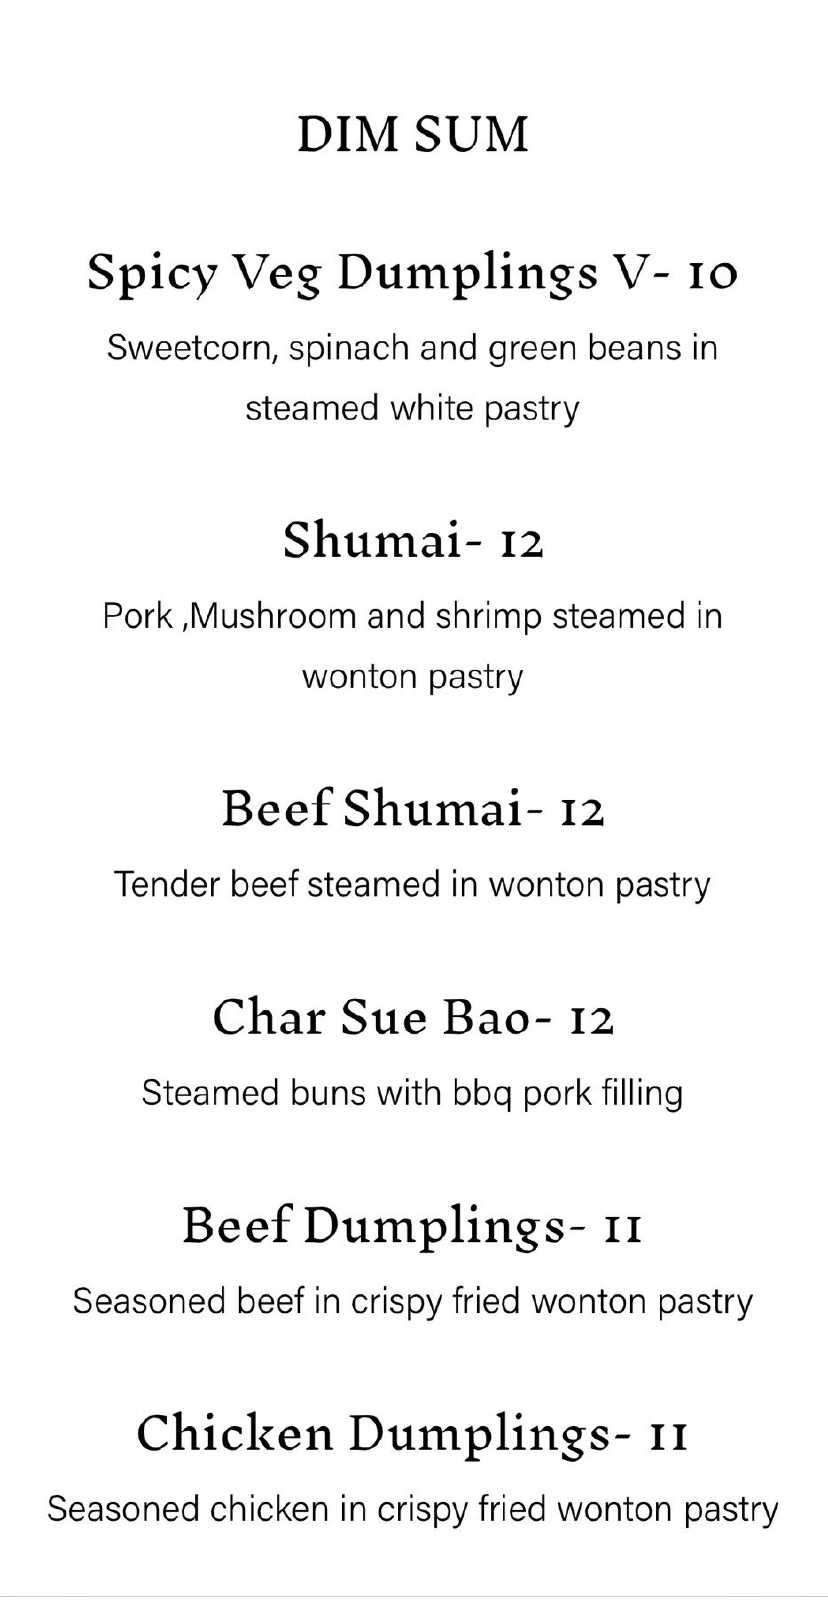 DIM SUM
Spicy Veg Dumplings V- 10
Sweetcorn, spinach and green beans in
steamed white pastry
Shumai- 12
Pork ,Mushroom and shrimp steamed in
wonton pastry
Beef Shumai- 12
Tender beef steamed in wonton pastry
Char Sue Bao- 12
Steamed buns with bbq pork filling
Beef Dumplings- 11
Seasoned beef in crispy fried wonton pastry
Chicken Dumplings- 11
Seasoned chicken in crispy fried wonton pastry